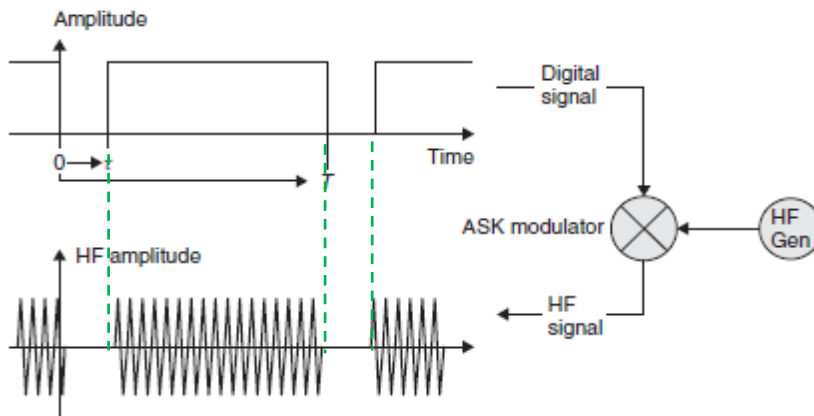 Amplitude
0
τ
T
Time
HF amplitude
Digital
signal
ASK modulator
HF
Gen
HF
signal